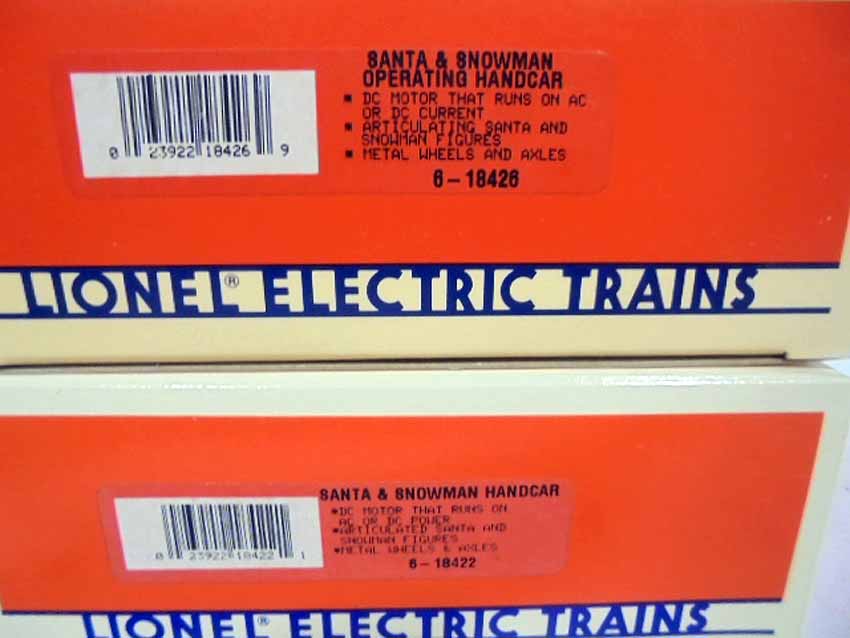 SANTA & SNOWMAN
OPERATING HANDCAR
▪ DC MOTOR THAT RUNS ON AC
OR DC CURRENT
▪ ARTICULATING SANTA AND
SNOWMAN FIGURES
▪ METAL WHEELS AND AXLES
6-18426
0 23922 18426 9
LIONEL® ELECTRIC TRAINS
SANTA & SNOWMAN HANDCAR
*DC MOTOR THAT RUNS ON
AC OR DC POWER
*ARTICULATED SANTA AND
SNOWMAN FIGURES
*METAL WHEELS & AXLES
6-18422
0 23922 18422 1
LIONEL® ELECTRIC TRAINS